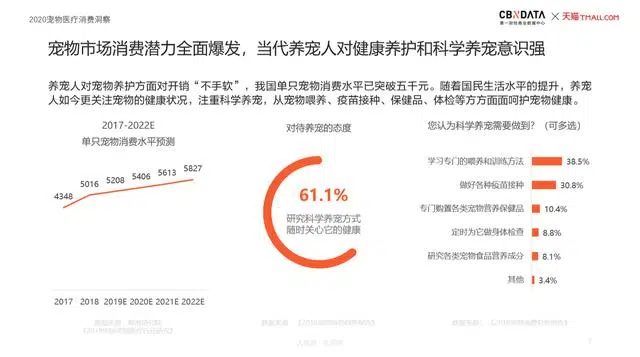 2020宠物医疗消费洞察
CBNDATA
第一财经商业数据中心
× 天猫 TMALL.COM
宠物市场消费潜力全面爆发，当代养宠人对健康养护和科学养宠意识强
养宠人对宠物养护方面对开销“不手软”，我国单只宠物消费水平已突破五千元。随着国民生活水平的提升，养宠
人如今更关注宠物的健康状况，注重科学养宠，从宠物喂养、疫苗接种、保健品、体检等方方面面呵护宠物健康。
2017-2022E
单只宠物消费水平预测
4348
5016
5208
5406
5613
5827
2017 2018 2019E 2020E 2021E 2022E
对待养宠的态度
61.1%
研究科学养宠方式
随时关心它的健康
您认为科学养宠需要做到？（可多选）
学习专门的喂养和训练方法 38.5%
做好各种疫苗接种 30.8%
专门购置各类宠物营养保健品 10.4%
定时为它做身体检查 8.8%
研究各类宠物食品营养成分 8.1%
其他 3.4%
7